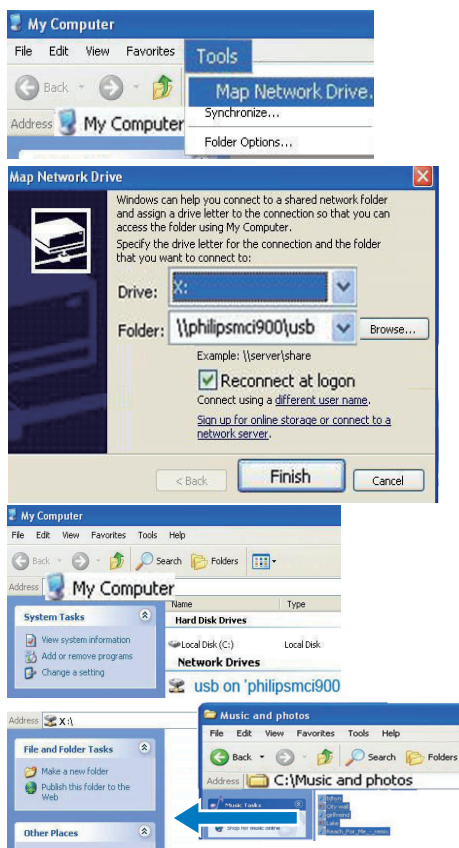 My Computer
File Edit View Favorites Tools
Back
Map Network Drive...
Address My Computer
Synchronize...
Folder Options...
Map Network Drive
Windows can help you connect to a shared network folder
and assign a drive letter to the connection so that you can
access the folder using My Computer.
Specify the drive letter for the connection and the folder
that you want to connect to:
Drive: X:
Folder: \\philipsmci900\usb Browse...
Example: \\server\share
Reconnect at logon
Connect using a different user name.
Sign up for online storage or connect to a
network server.
< Back Finish Cancel
My Computer
File Edit View Favorites Tools Help
Back Search Folders
Address My Computer
Name Type
System Tasks
Hard Disk Drives
View system information
Local Disk (C:) Local Disk
Add or remove programs
Network Drives
Change a setting
usb on 'philipsmci900
Address X:\
Music and photos
File Edit View Favorites Tools Help
File and Folder Tasks
Back Search Folders
Make a new folder
Address C:\Music and photos
Publish this folder to the
Web
Music Tasks
City wall
girlfriend
Shop for music online
Lake
Other Places